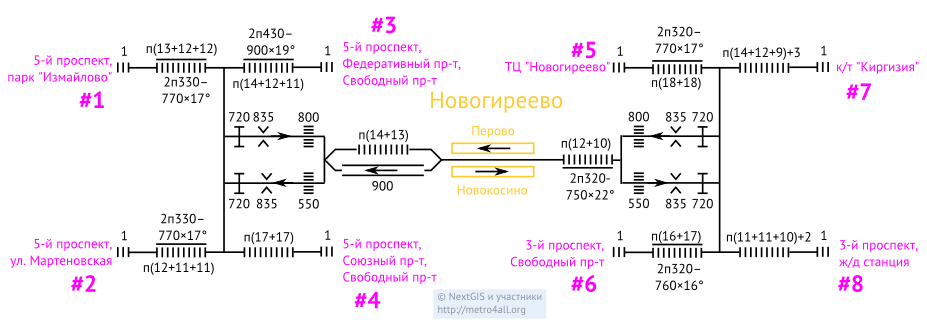 #3
2п430–
900×19°
5-й проспект,
Федеративный пр-т,
Свободный пр-т
1
п(13+12+12)
1
5-й проспект,
парк "Измайлово"
#1
2п330–
770×17°
п(14+12+11)
2п320–
770×17°
#5
1
ТЦ "Новогиреево"
п(18+18)
п(14+12+9)+3
1
к/т "Киргизия"
#7
Новогиреево
720
835
800
п(14+13)
Перово
п(12+10)
800
835
720
720
835
550
900
Новокосино
2п320-
750×22°
550
835
720
2п330–
770×17°
5-й проспект,
ул. Мартеновская
#2
1
п(12+11+11)
п(17+17)
1
5-й проспект,
Союзный пр-т,
Свободный пр-т
#4
3-й проспект,
Свободный пр-т
#6
1
п(16+17)
2п320–
760×16°
п(11+11+10)+2
1
3-й проспект,
ж/д станция
#8
© NextGIS и участники
http://metro4all.org